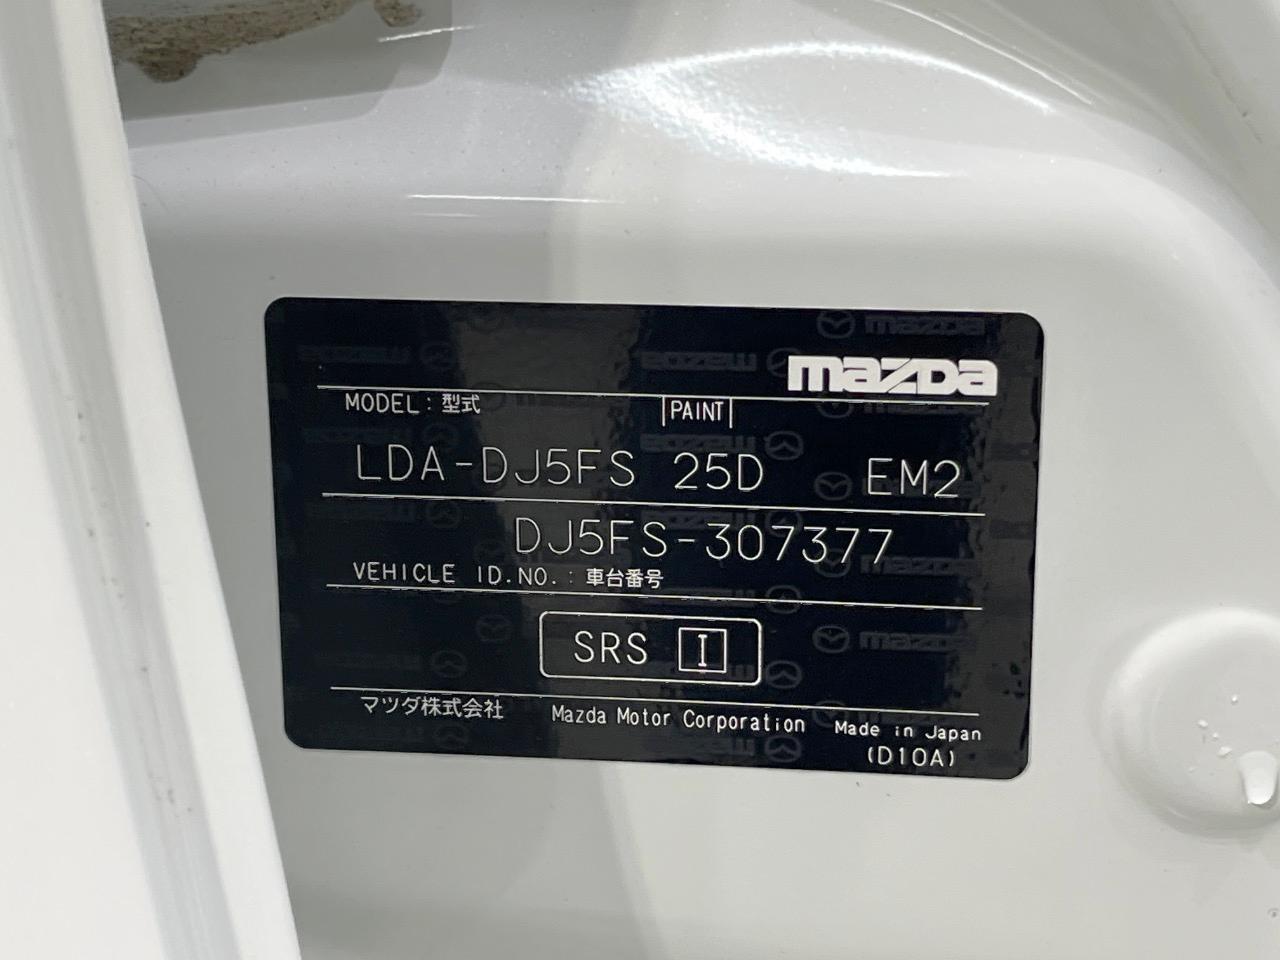 mazda
MODEL : 型式 PAINT
LDA-DJ5FS 25D EM2
DJ5FS-307377
VEHICLE ID.NO. : 車台番号
SRS I
マツダ株式会社 Mazda Motor Corporation Made in Japan
(D10A)